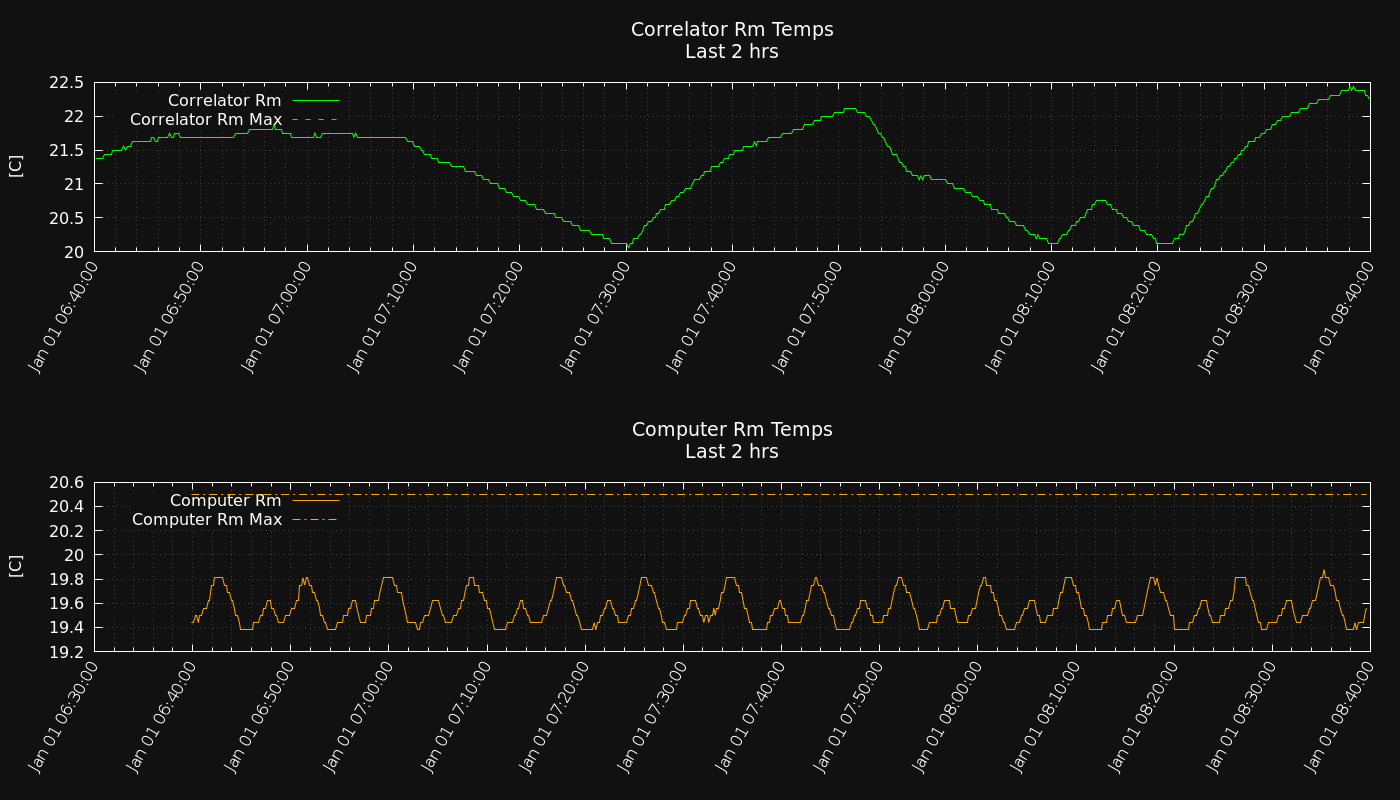 Correlator Rm Temps
Last 2 hrs
[C]
22.5
22
21.5
21
20.5
20
Correlator Rm
Correlator Rm Max
Jan 01 06:40:00
Jan 01 06:50:00
Jan 01 07:00:00
Jan 01 07:10:00
Jan 01 07:20:00
Jan 01 07:30:00
Jan 01 07:40:00
Jan 01 07:50:00
Jan 01 08:00:00
Jan 01 08:10:00
Jan 01 08:20:00
Jan 01 08:30:00
Jan 01 08:40:00
Computer Rm Temps
Last 2 hrs
[C]
20.6
20.4
20.2
20
19.8
19.6
19.4
19.2
Computer Rm
Computer Rm Max
Jan 01 06:30:00
Jan 01 06:40:00
Jan 01 06:50:00
Jan 01 07:00:00
Jan 01 07:10:00
Jan 01 07:20:00
Jan 01 07:30:00
Jan 01 07:40:00
Jan 01 07:50:00
Jan 01 08:00:00
Jan 01 08:10:00
Jan 01 08:20:00
Jan 01 08:30:00
Jan 01 08:40:00